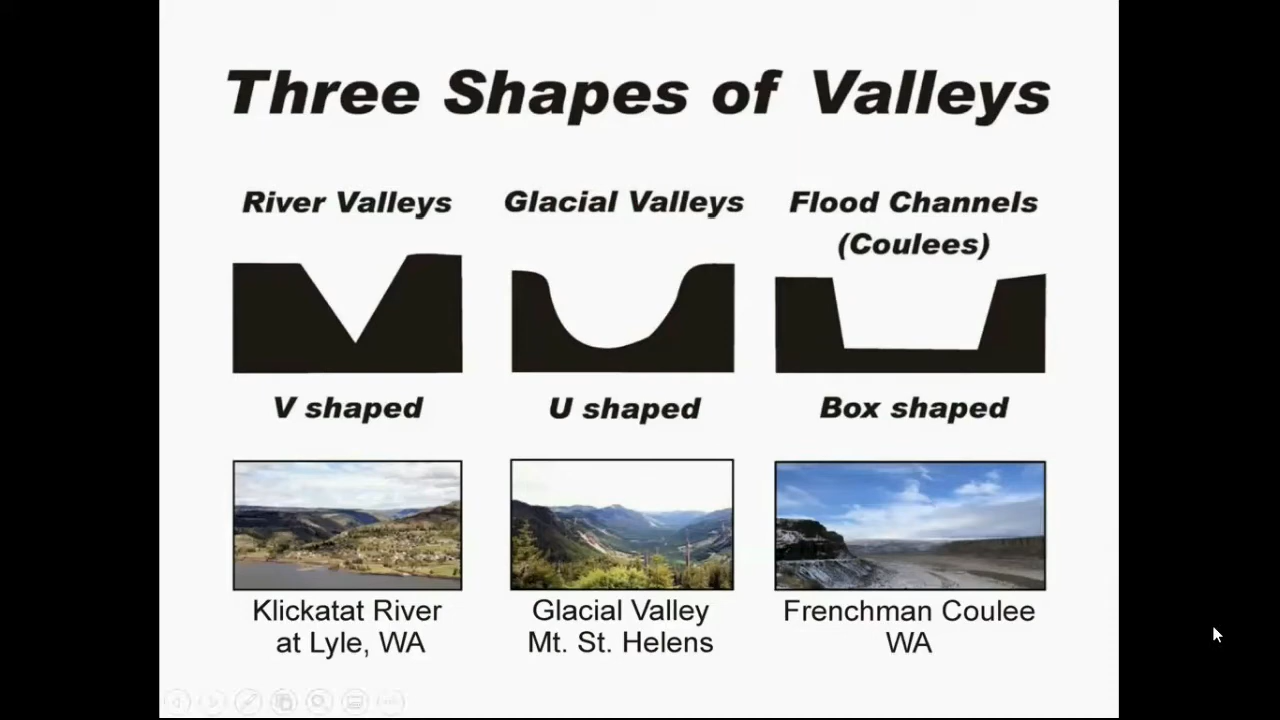 Three Shapes of Valleys
River Valleys
Glacial Valleys
Flood Channels
(Coulees)
V shaped
U shaped
Box shaped
Klickatat River
at Lyle, WA
Glacial Valley
Mt. St. Helens
Frenchman Coulee
WA